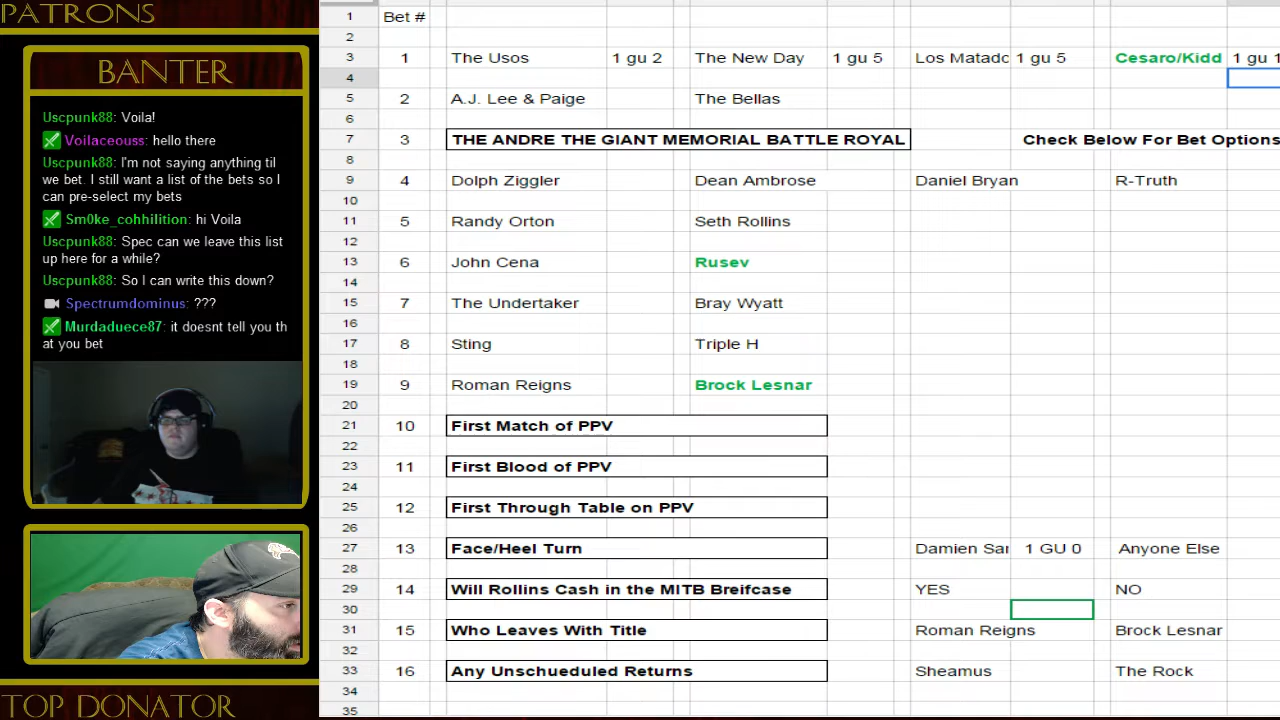 PATRONS
BANTER
Uscpunk88: Voila!
Voilaceouss: hello there
Uscpunk88: I'm not saying anything til
we bet. I still want a list of the bets so I
can pre-select my bets
Sm0ke_cohhilition: hi Voila
Uscpunk88: Spec can we leave this list
up here for a while?
Uscpunk88: So I can write this down?
Spectrumdominus: ???
Murdaduece87: it doesnt tell you th
at you bet
TOP DONATOR
1 Bet #
2
3 1 The Usos 1 gu 2 The New Day 1 gu 5 Los Matado 1 gu 5 Cesaro/Kidd 1 gu 1
4
5 2 A.J. Lee & Paige The Bellas
6
7 3 THE ANDRE THE GIANT MEMORIAL BATTLE ROYAL Check Below For Bet Options
8
9 4 Dolph Ziggler Dean Ambrose Daniel Bryan R-Truth
10
11 5 Randy Orton Seth Rollins
12
13 6 John Cena Rusev
14
15 7 The Undertaker Bray Wyatt
16
17 8 Sting Triple H
18
19 9 Roman Reigns Brock Lesnar
20
21 10 First Match of PPV
22
23 11 First Blood of PPV
24
25 12 First Through Table on PPV
26
27 13 Face/Heel Turn Damien Sar 1 GU 0 Anyone Else
28
29 14 Will Rollins Cash in the MITB Breifcase YES NO
30
31 15 Who Leaves With Title Roman Reigns Brock Lesnar
32
33 16 Any Unschueduled Returns Sheamus The Rock
34
35